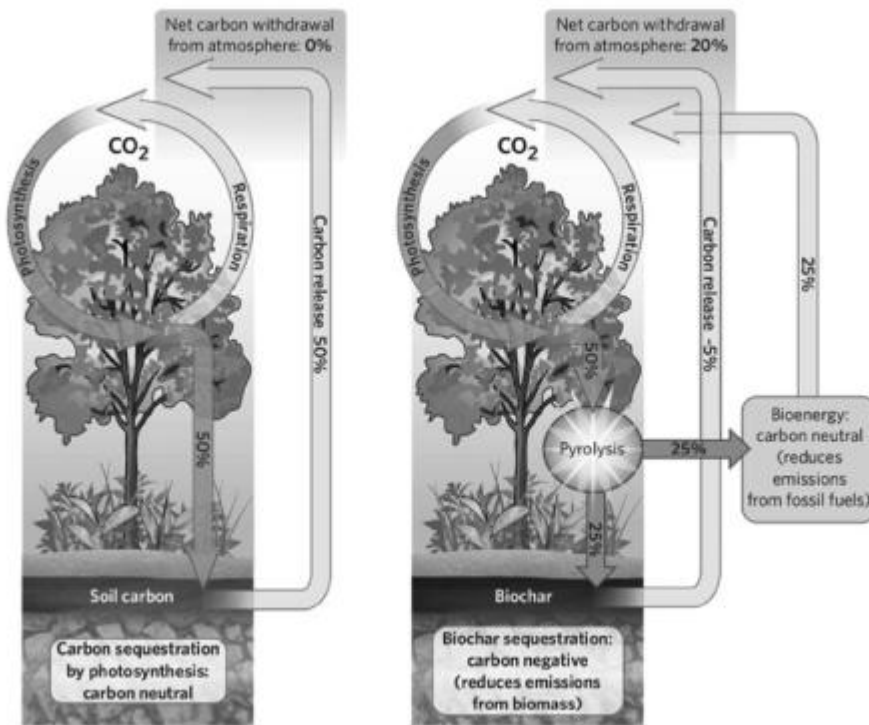 Net carbon withdrawal
from atmosphere: 0%
CO2
Photosynthesis
Respiration
Carbon release 50%
50%
Soil carbon
Carbon sequestration
by photosynthesis:
carbon neutral
Net carbon withdrawal
from atmosphere: 20%
CO2
Photosynthesis
Respiration
Carbon release -5%
25%
50%
Pyrolysis
25%
Bioenergy:
carbon neutral
(reduces
emissions
from fossil fuels)
25%
Biochar
Biochar sequestration:
carbon negative
(reduces emissions
from biomass)